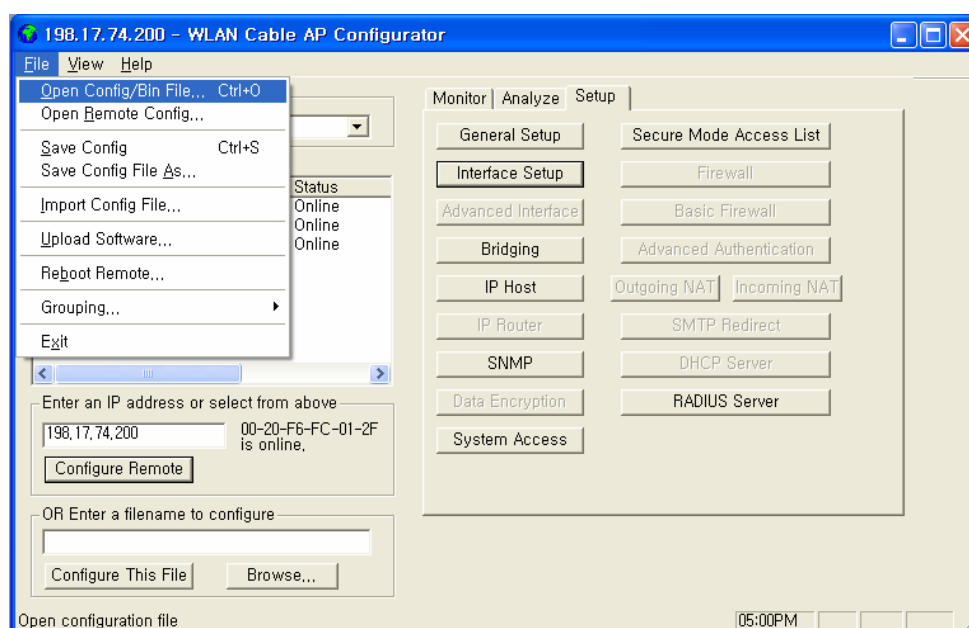 198.17.74.200 - WLAN Cable AP Configurator
File View Help
Open Config/Bin File... Ctrl+O
Open Remote Config...
Save Config Ctrl+S
Save Config File As...
Import Config File...
Upload Software...
Reboot Remote...
Grouping...
Exit
Status
Online
Online
Online
Enter an IP address or select from above
198.17.74.200
00-20-F6-FC-01-2F
is online.
Configure Remote
OR Enter a filename to configure
Configure This File Browse...
Monitor Analyze Setup
General Setup Secure Mode Access List
Interface Setup Firewall
Advanced Interface Basic Firewall
Bridging Advanced Authentication
IP Host Outgoing NAT Incoming NAT
IP Router SMTP Redirect
SNMP DHCP Server
Data Encryption RADIUS Server
System Access
Open configuration file 05:00PM